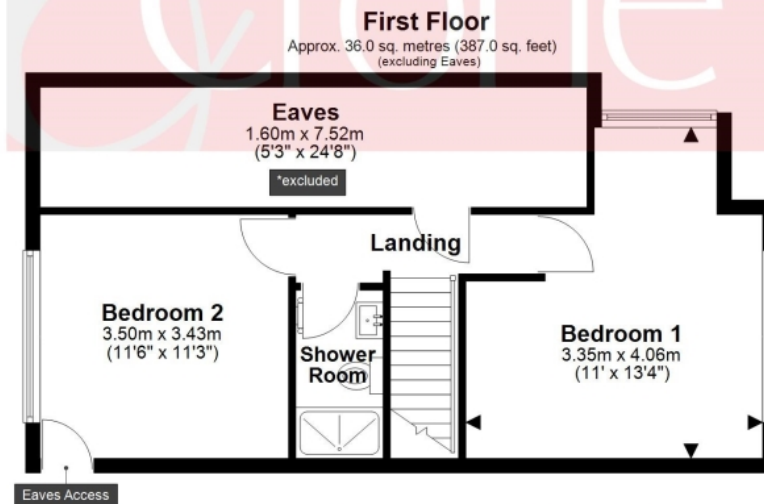 First Floor
Approx. 36.0 sq. metres (387.0 sq. feet)
(excluding Eaves)
Eaves
1.60m x 7.52m
(5'3" x 24'8")
*excluded
Landing
Bedroom 2
3.50m x 3.43m
(11'6" x 11'3")
Bedroom 1
3.35m x 4.06m
(11' x 13'4")
Shower
Room
Eaves Access